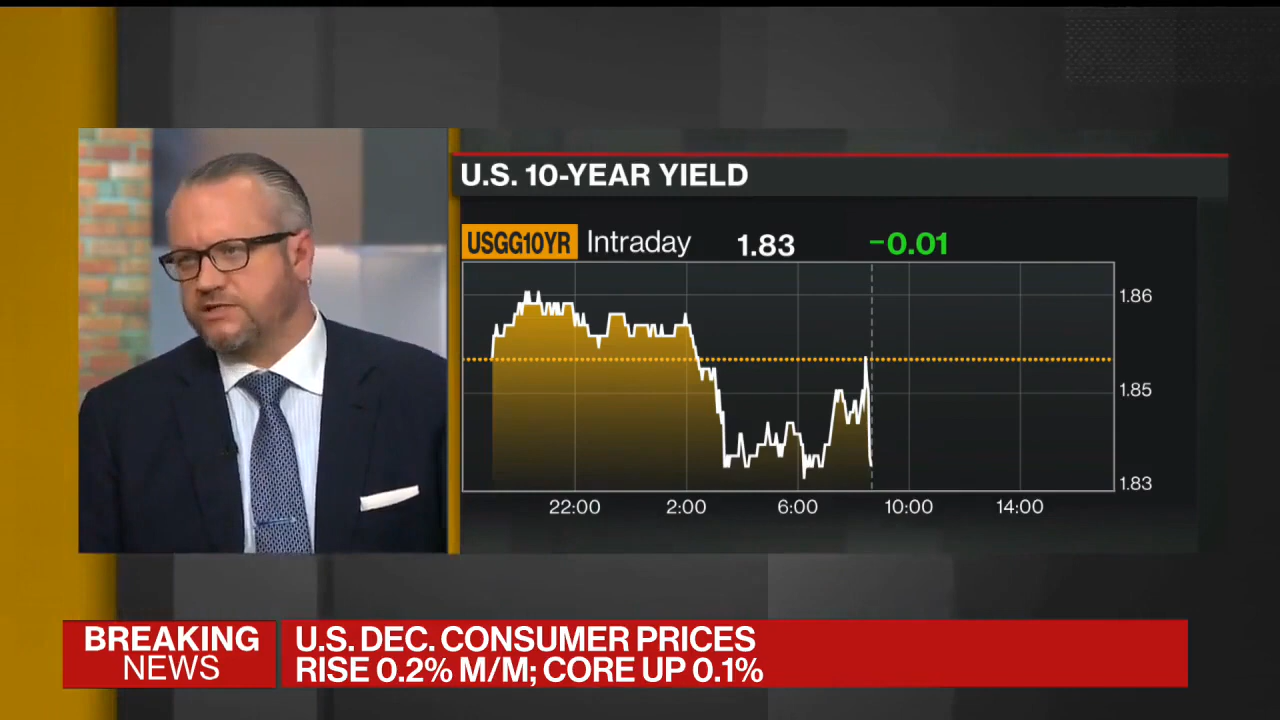 U.S. 10-YEAR YIELD
USGG10YR Intraday 1.83 -0.01
1.86
1.85
1.83
22:00 2:00 6:00 10:00 14:00
BREAKING
NEWS
U.S. DEC. CONSUMER PRICES
RISE 0.2% M/M; CORE UP 0.1%